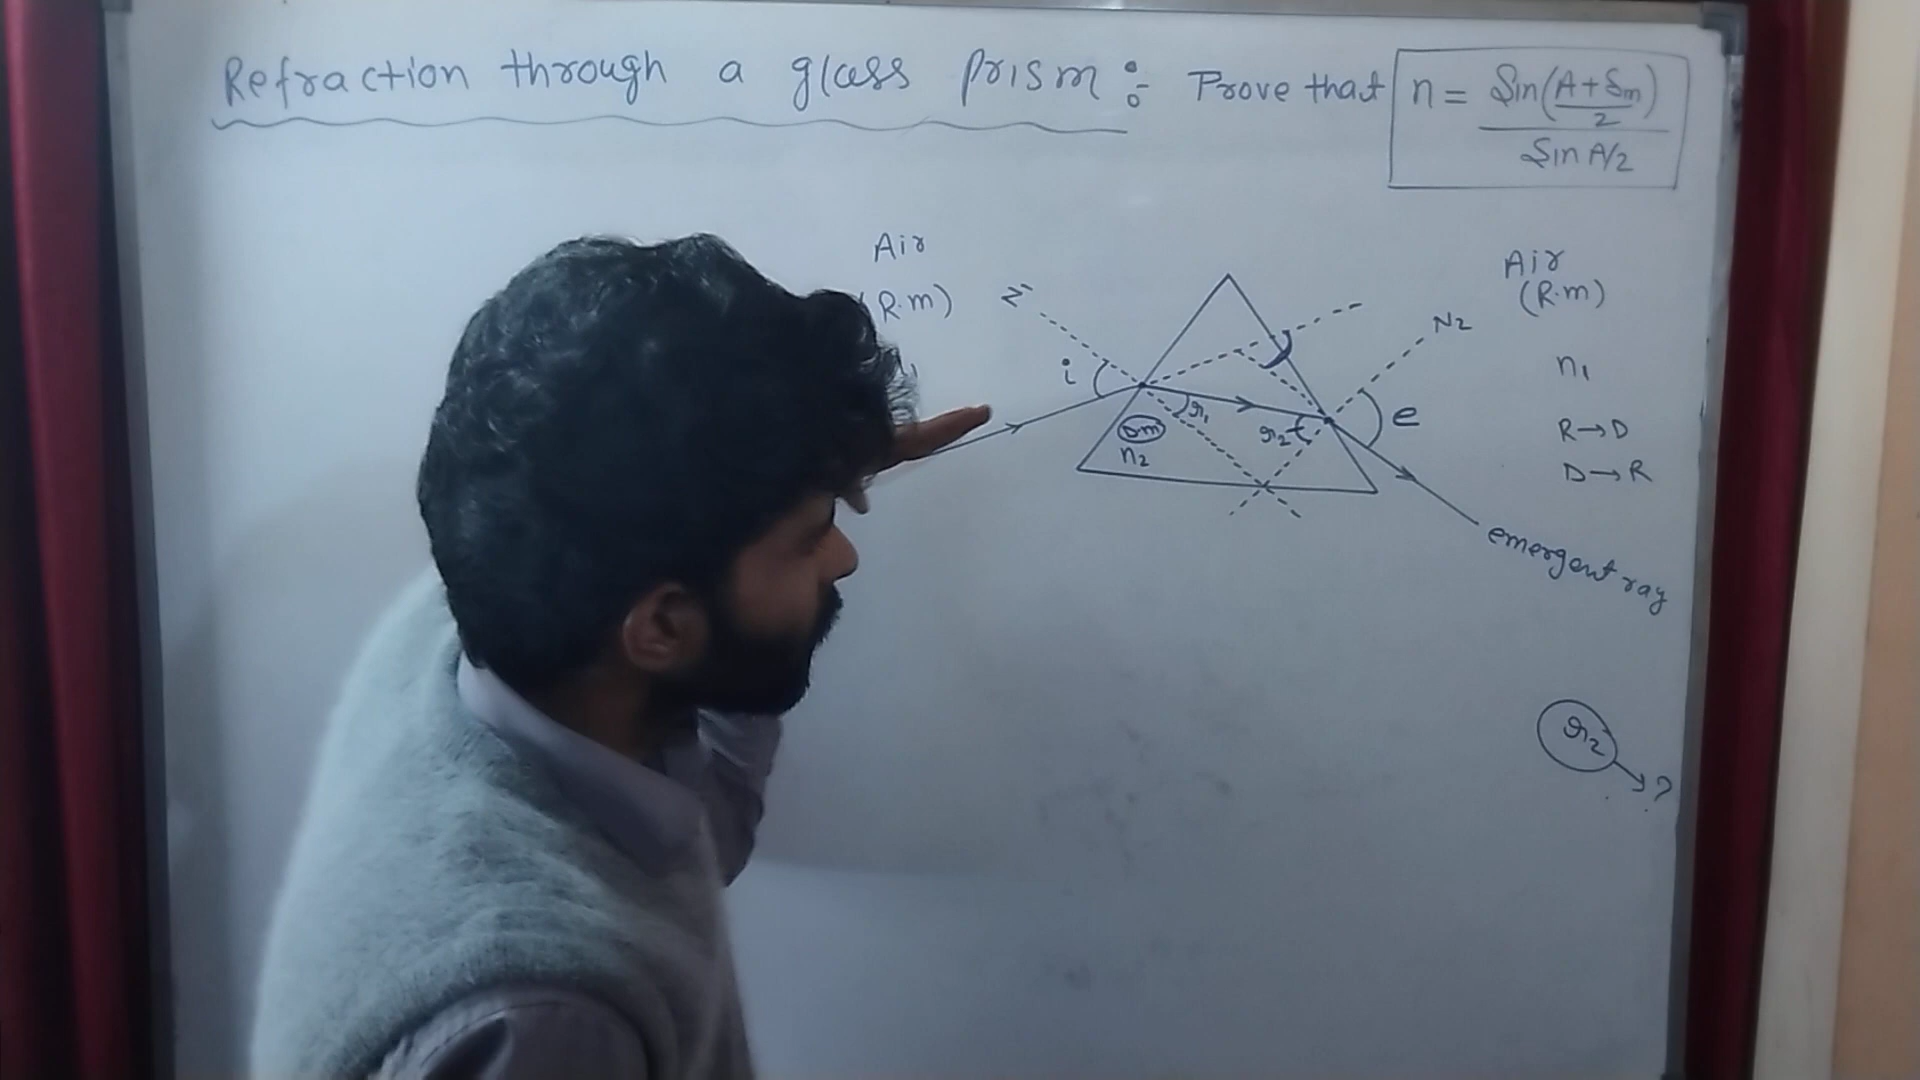 Refraction through a glass prism :- Prove that n = Sin(A+δm/2) / Sin A/2
Air
(R.m)
N
i
r1
r2
D.m
n2
N2
e
Air
(R.m)
n1
R→D
D→R
emergent ray
r2 → ?